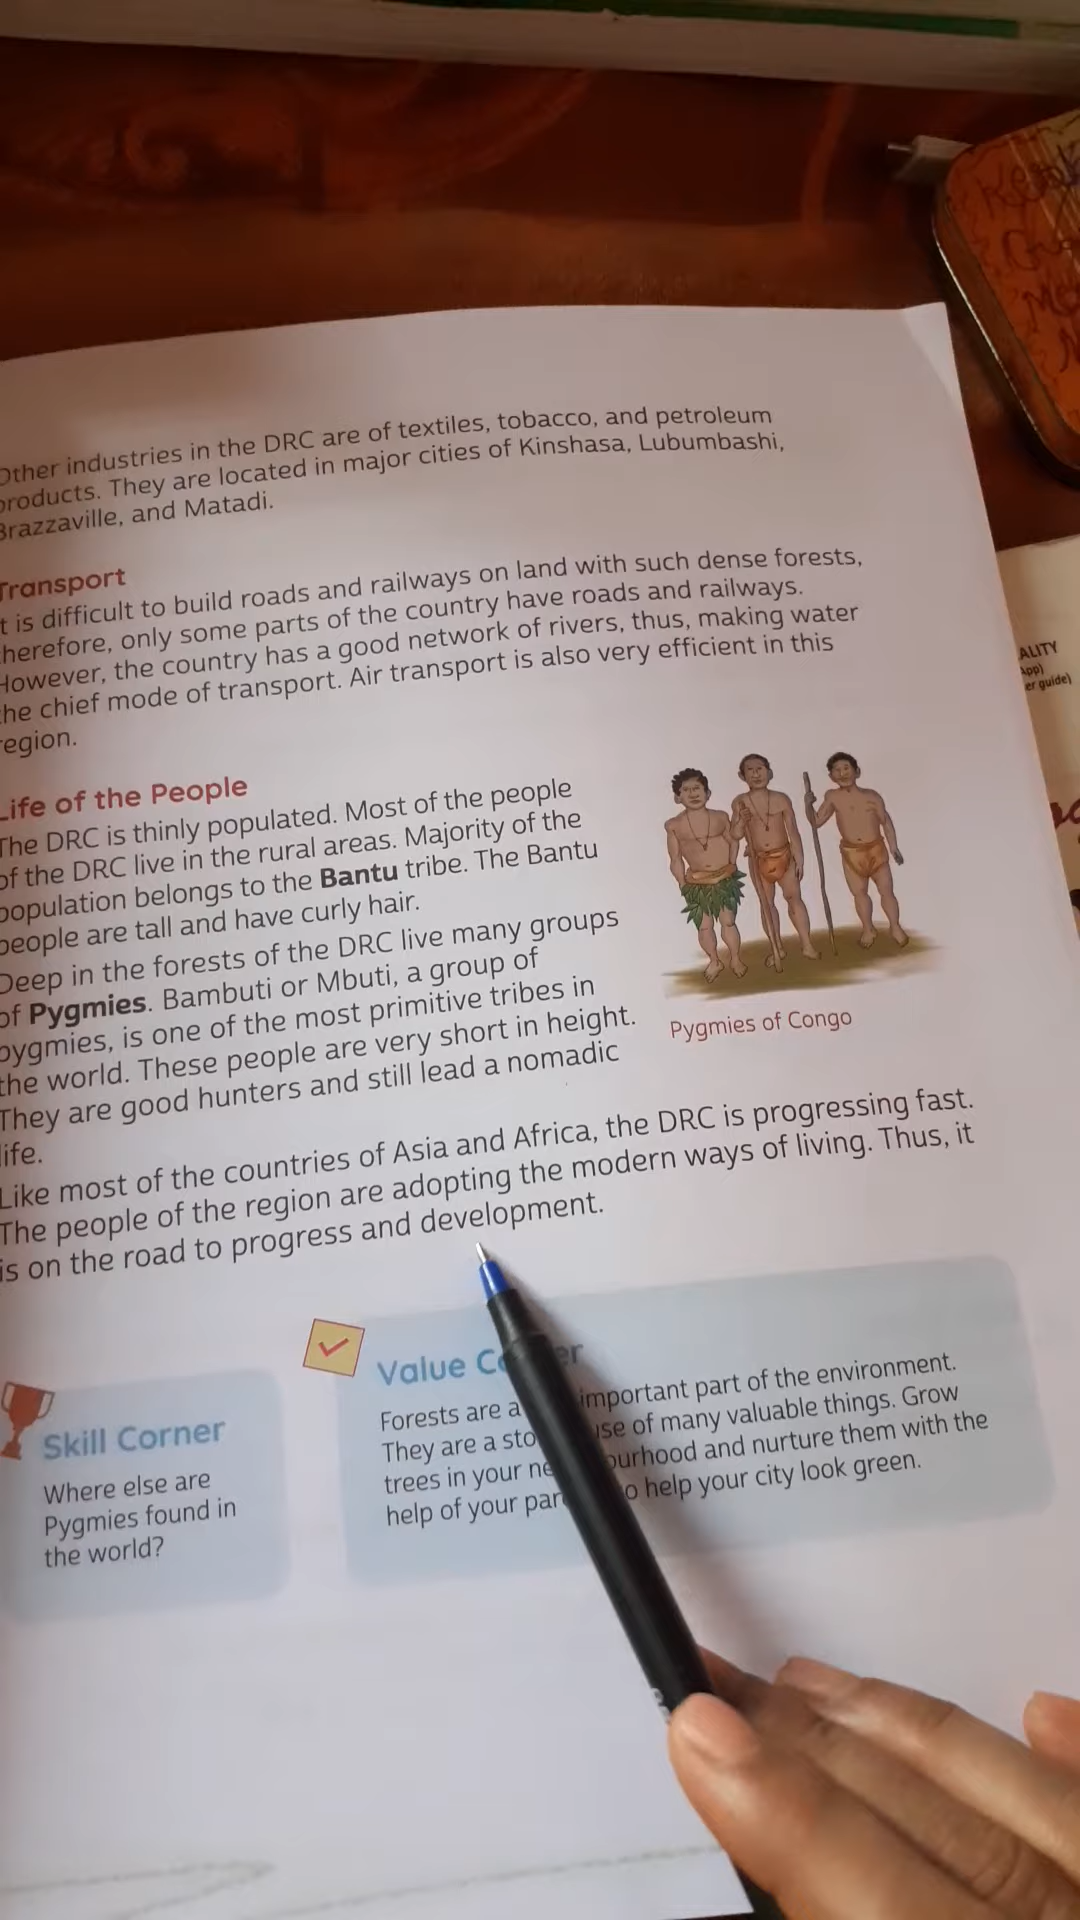 Other industries in the DRC are of textiles, tobacco, and petroleum
products. They are located in major cities of Kinshasa, Lubumbashi,
Brazzaville, and Matadi.
Transport
It is difficult to build roads and railways on land with such dense forests,
therefore, only some parts of the country have roads and railways.
However, the country has a good network of rivers, thus, making water
the chief mode of transport. Air transport is also very efficient in this
region.
Life of the People
The DRC is thinly populated. Most of the people
of the DRC live in the rural areas. Majority of the
population belongs to the Bantu tribe. The Bantu
people are tall and have curly hair.
Deep in the forests of the DRC live many groups
of Pygmies. Bambuti or Mbuti, a group of
pygmies, is one of the most primitive tribes in
the world. These people are very short in height.
They are good hunters and still lead a nomadic
life.
Pygmies of Congo
Like most of the countries of Asia and Africa, the DRC is progressing fast.
The people of the region are adopting the modern ways of living. Thus, it
is on the road to progress and development.
Skill Corner
Where else are
Pygmies found in
the world?
Value Corner
Forests are a important part of the environment.
They are a of many valuable things. Grow
trees in your and nurture them with the
help of your help your city look green.
ALITY
App)
er guide)